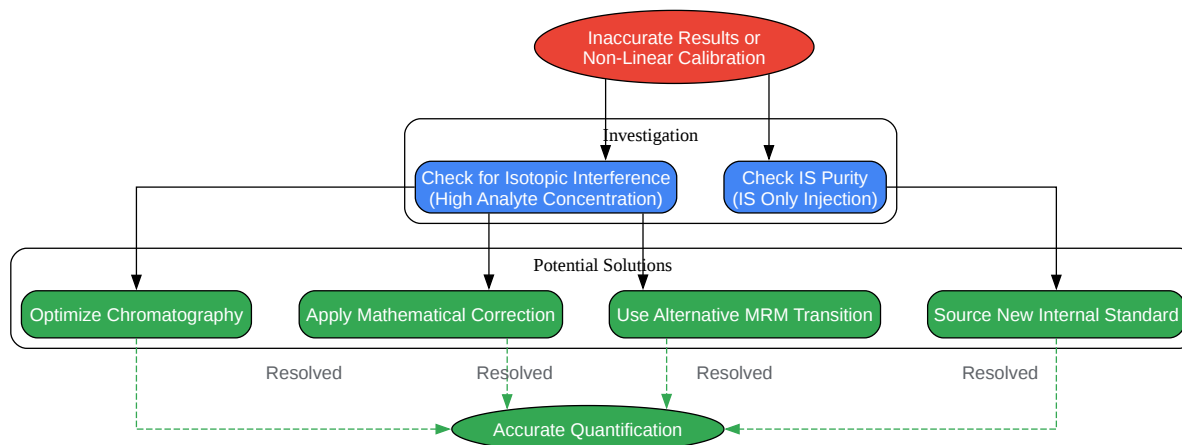 Inaccurate Results or
Non-Linear Calibration
Investigation
Check for Isotopic Interference
(High Analyte Concentration)
Check IS Purity
(IS Only Injection)
Potential Solutions
Optimize Chromatography
Apply Mathematical Correction
Use Alternative MRM Transition
Source New Internal Standard
Resolved
Resolved
Resolved
Resolved
Accurate Quantification